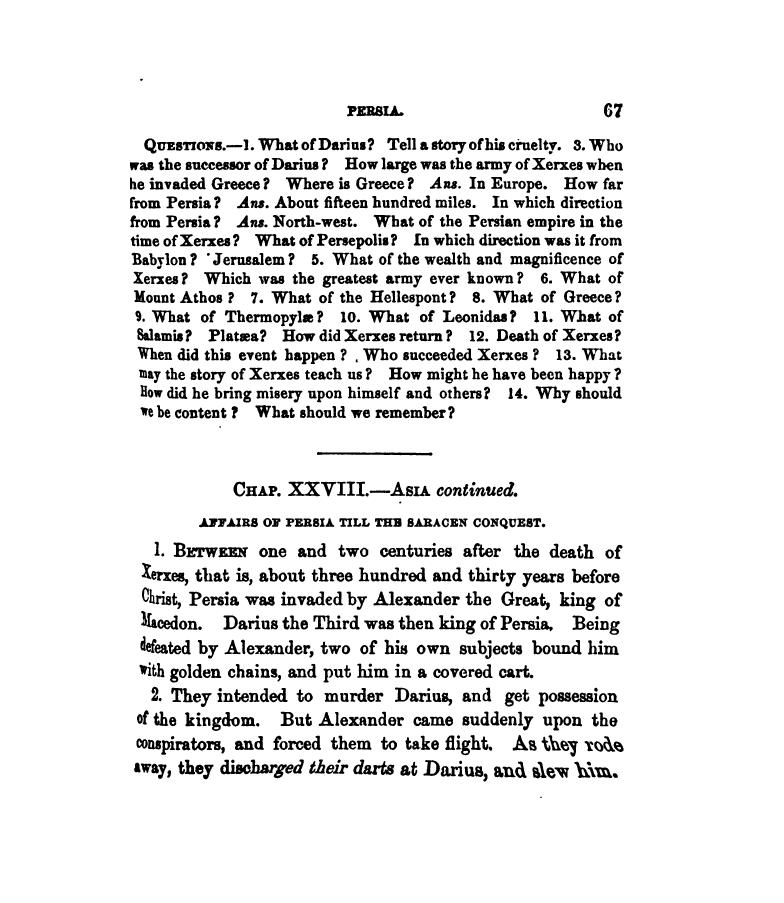 PERSIA. 67
QUESTIONS.—1. What of Darius? Tell a story of his cruelty. 3. Who
was the successor of Darius? How large was the army of Xerxes when
he invaded Greece? Where is Greece? Ans. In Europe. How far
from Persia? Ans. About fifteen hundred miles. In which direction
from Persia? Ans. North-west. What of the Persian empire in the
time of Xerxes? What of Persepolis? In which direction was it from
Babylon? Jerusalem? 5. What of the wealth and magnificence of
Xerxes? Which was the greatest army ever known? 6. What of
Mount Athos? 7. What of the Hellespont? 8. What of Greece?
9. What of Thermopylæ? 10. What of Leonidas? 11. What of
Salamis? Platæa? How did Xerxes return? 12. Death of Xerxes?
When did this event happen? Who succeeded Xerxes? 13. What
may the story of Xerxes teach us? How might he have been happy?
How did he bring misery upon himself and others? 14. Why should
we be content? What should we remember?
CHAP. XXVIII.—ASIA continued.
AFFAIRS OF PERSIA TILL THE SARACEN CONQUEST.
1. BETWEEN one and two centuries after the death of
Xerxes, that is, about three hundred and thirty years before
Christ, Persia was invaded by Alexander the Great, king of
Macedon. Darius the Third was then king of Persia. Being
defeated by Alexander, two of his own subjects bound him
with golden chains, and put him in a covered cart.
2. They intended to murder Darius, and get possession
of the kingdom. But Alexander came suddenly upon the
conspirators, and forced them to take flight. As they rode
away, they discharged their darts at Darius, and slew him.